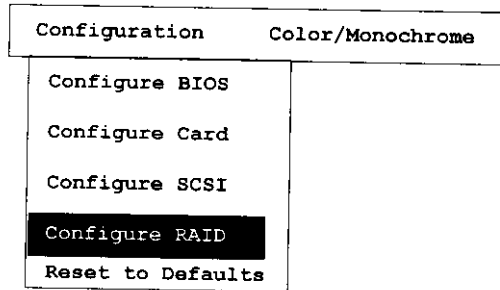 Configuration Color/Monochrome
Configure BIOS
Configure Card
Configure SCSI
Configure RAID
Reset to Defaults